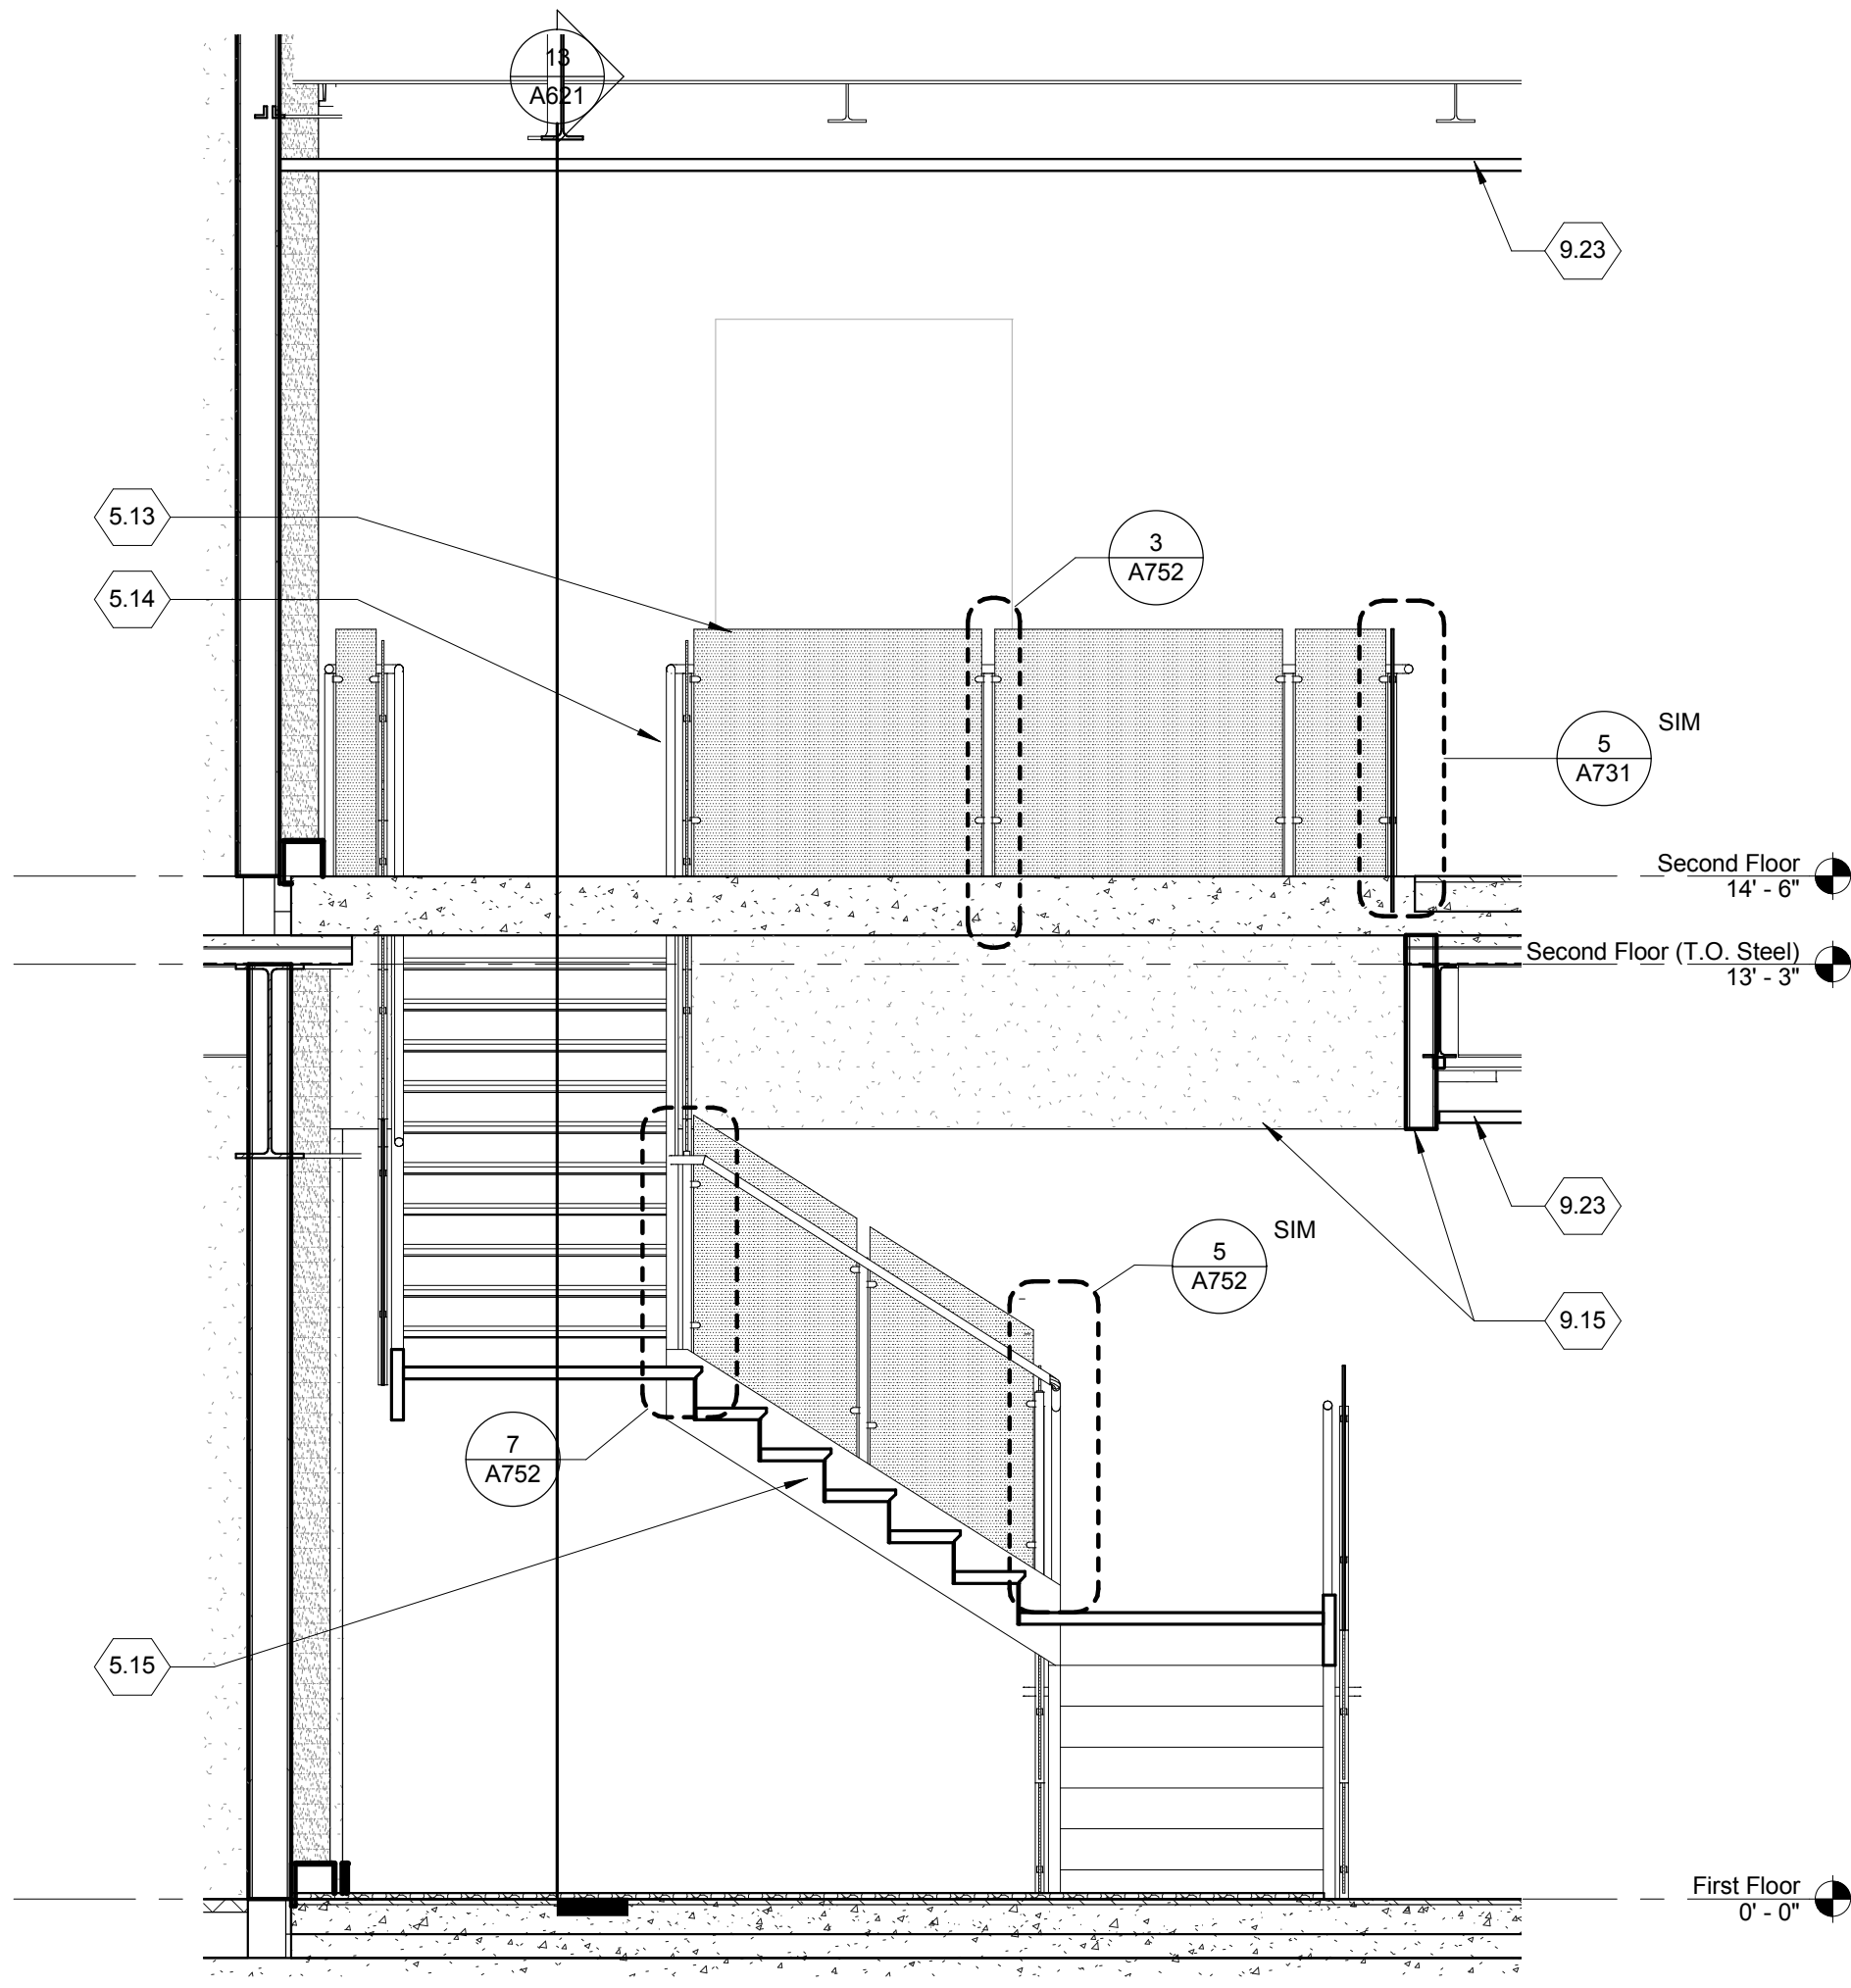 13
A621
9.23
5.13
3
A752
5.14
SIM
5
A731
Second Floor
14' - 6"
Second Floor (T.O. Steel)
13' - 3"
9.23
SIM
5
A752
9.15
7
A752
5.15
First Floor
0' - 0"